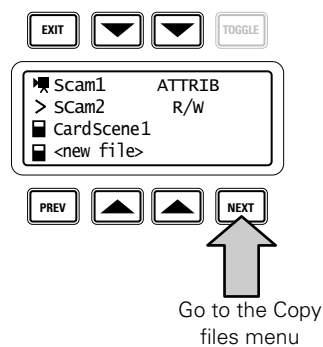 EXIT TOGGLE
Scam1 ATTRIB
> SCam2 R/W
CardScene1
<new file>
PREV NEXT
Go to the Copy
files menu